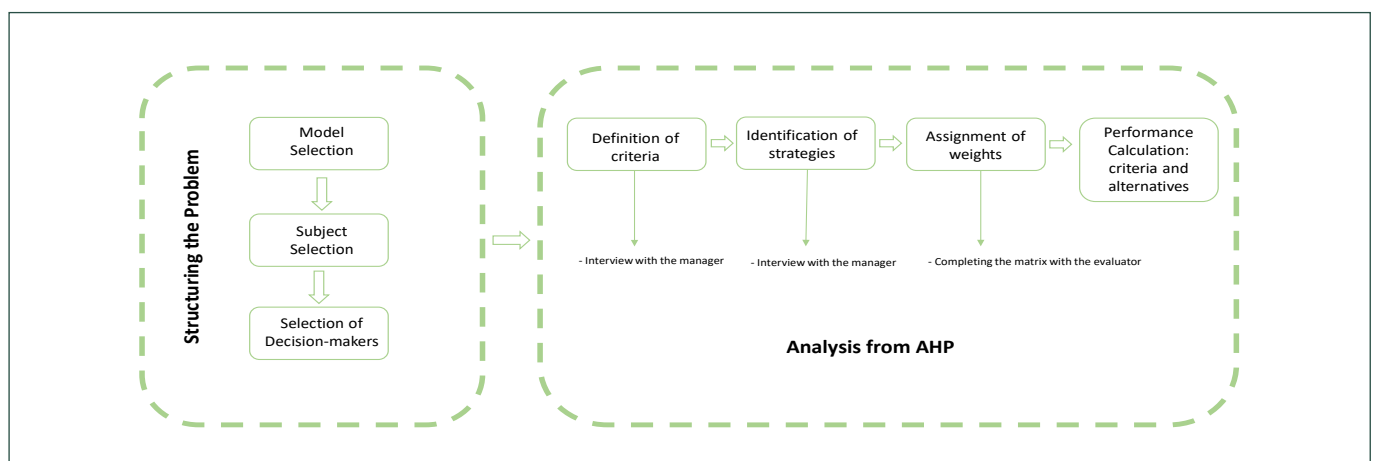 Structuring the Problem
Model
Selection
Subject
Selection
Selection of
Decision-makers
Definition of
criteria
Identification of
strategies
Assignment of
weights
Performance
Calculation:
criteria and
alternatives
- Interview with the manager
- Interview with the manager
- Completing the matrix with the evaluator
Analysis from AHP